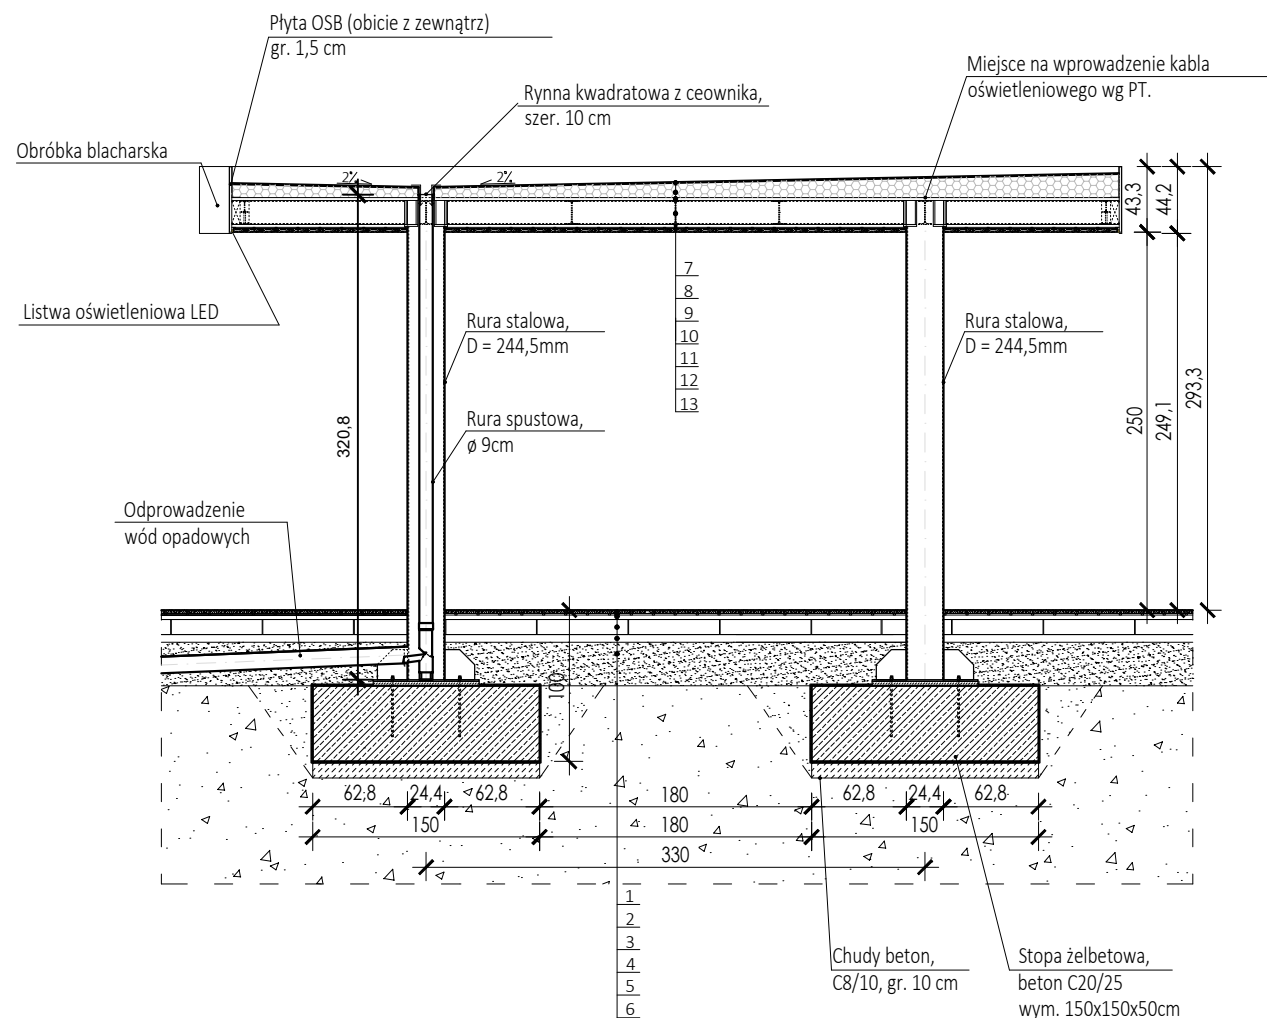 Płyta OSB (obicie z zewnątrz)
gr. 1,5 cm
Miejsce na wprowadzenie kabla
oświetleniowego wg PT.
Rynna kwadratowa z ceownika,
szer. 10 cm
Obróbka blacharska
2%
2%
43,3
44,2
293,3
7
8
9
10
11
12
13
Listwa oświetleniowa LED
Rura stalowa,
D = 244,5mm
Rura stalowa,
D = 244,5mm
320,8
Rura spustowa,
ø 9cm
250
249,1
Odprowadzenie
wód opadowych
100
62,8
24,4
62,8
180
62,8
24,4
62,8
150
180
150
330
1
2
3
4
5
6
Chudy beton,
C8/10, gr. 10 cm
Stopa żelbetowa,
beton C20/25
wym. 150x150x50cm